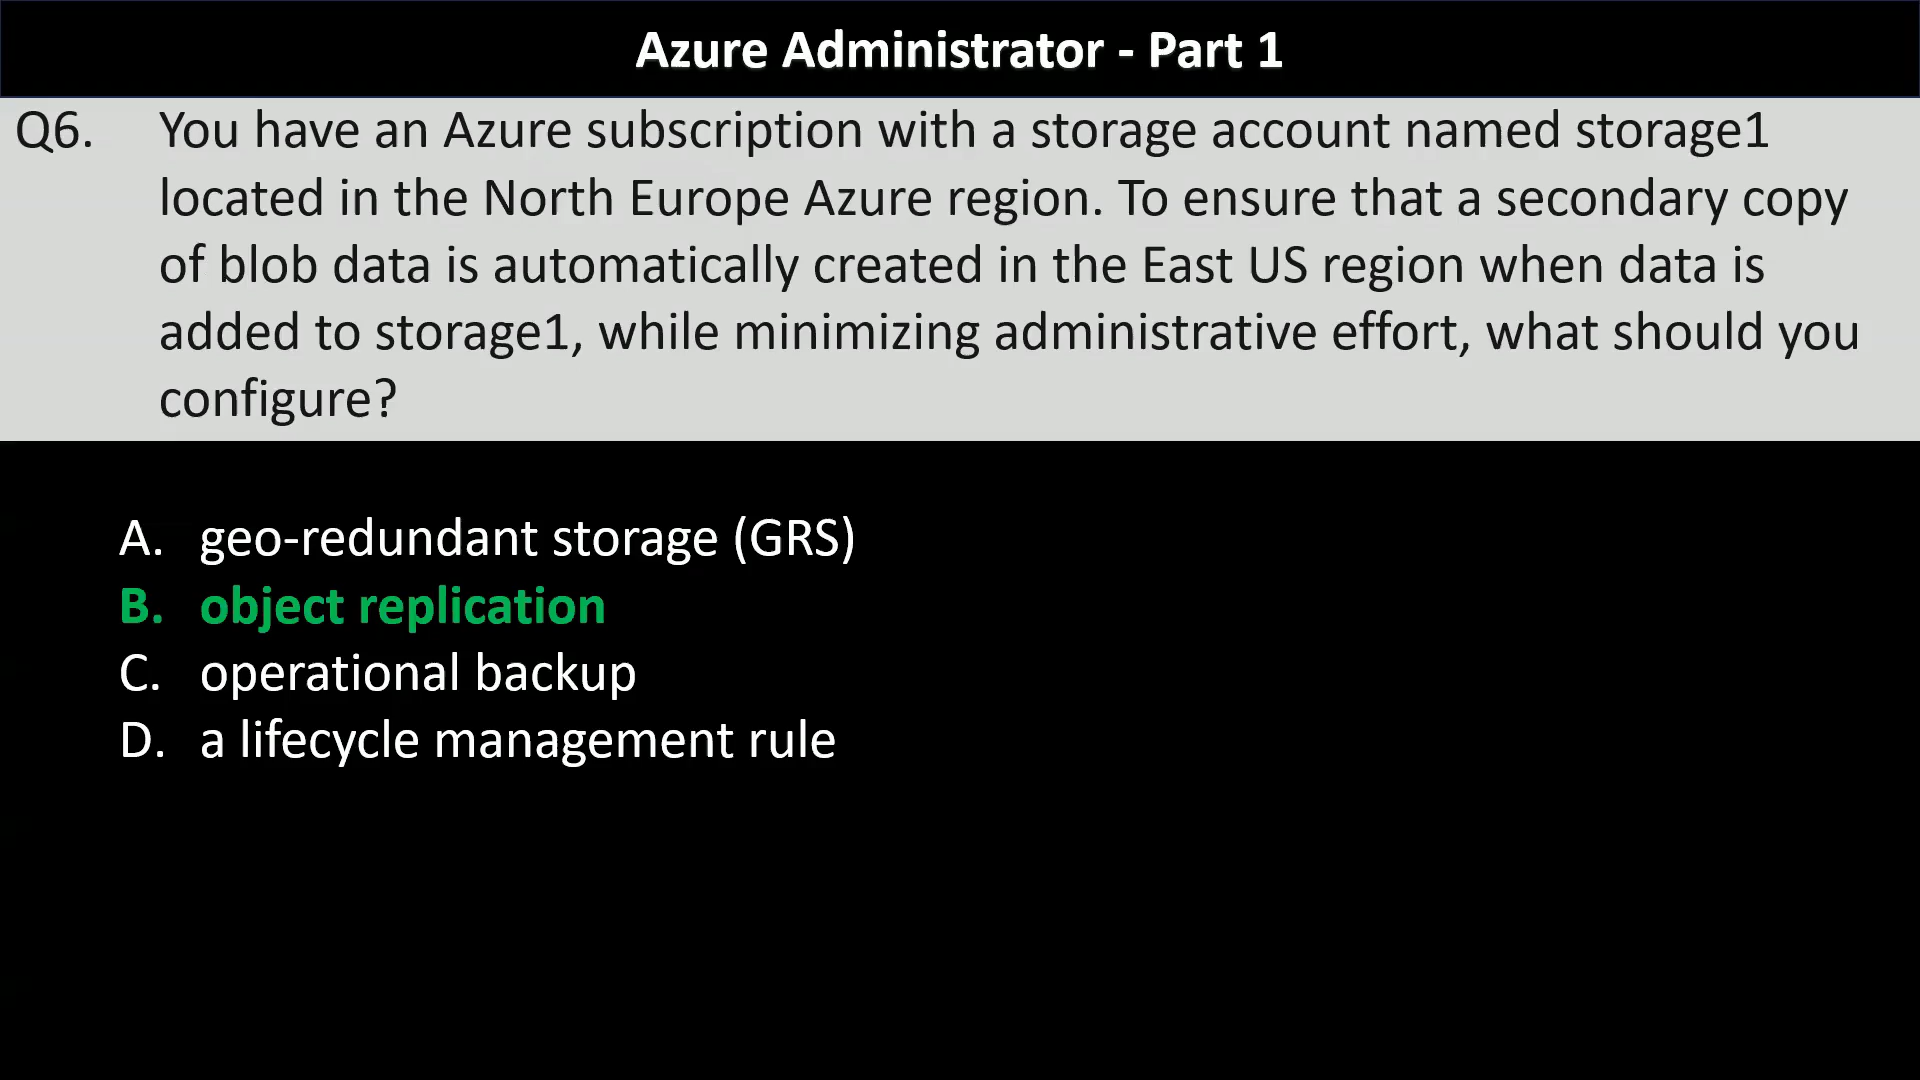 Azure Administrator - Part 1
Q6. You have an Azure subscription with a storage account named storage1
located in the North Europe Azure region. To ensure that a secondary copy
of blob data is automatically created in the East US region when data is
added to storage1, while minimizing administrative effort, what should you
configure?
A. geo-redundant storage (GRS)
B. object replication
C. operational backup
D. a lifecycle management rule